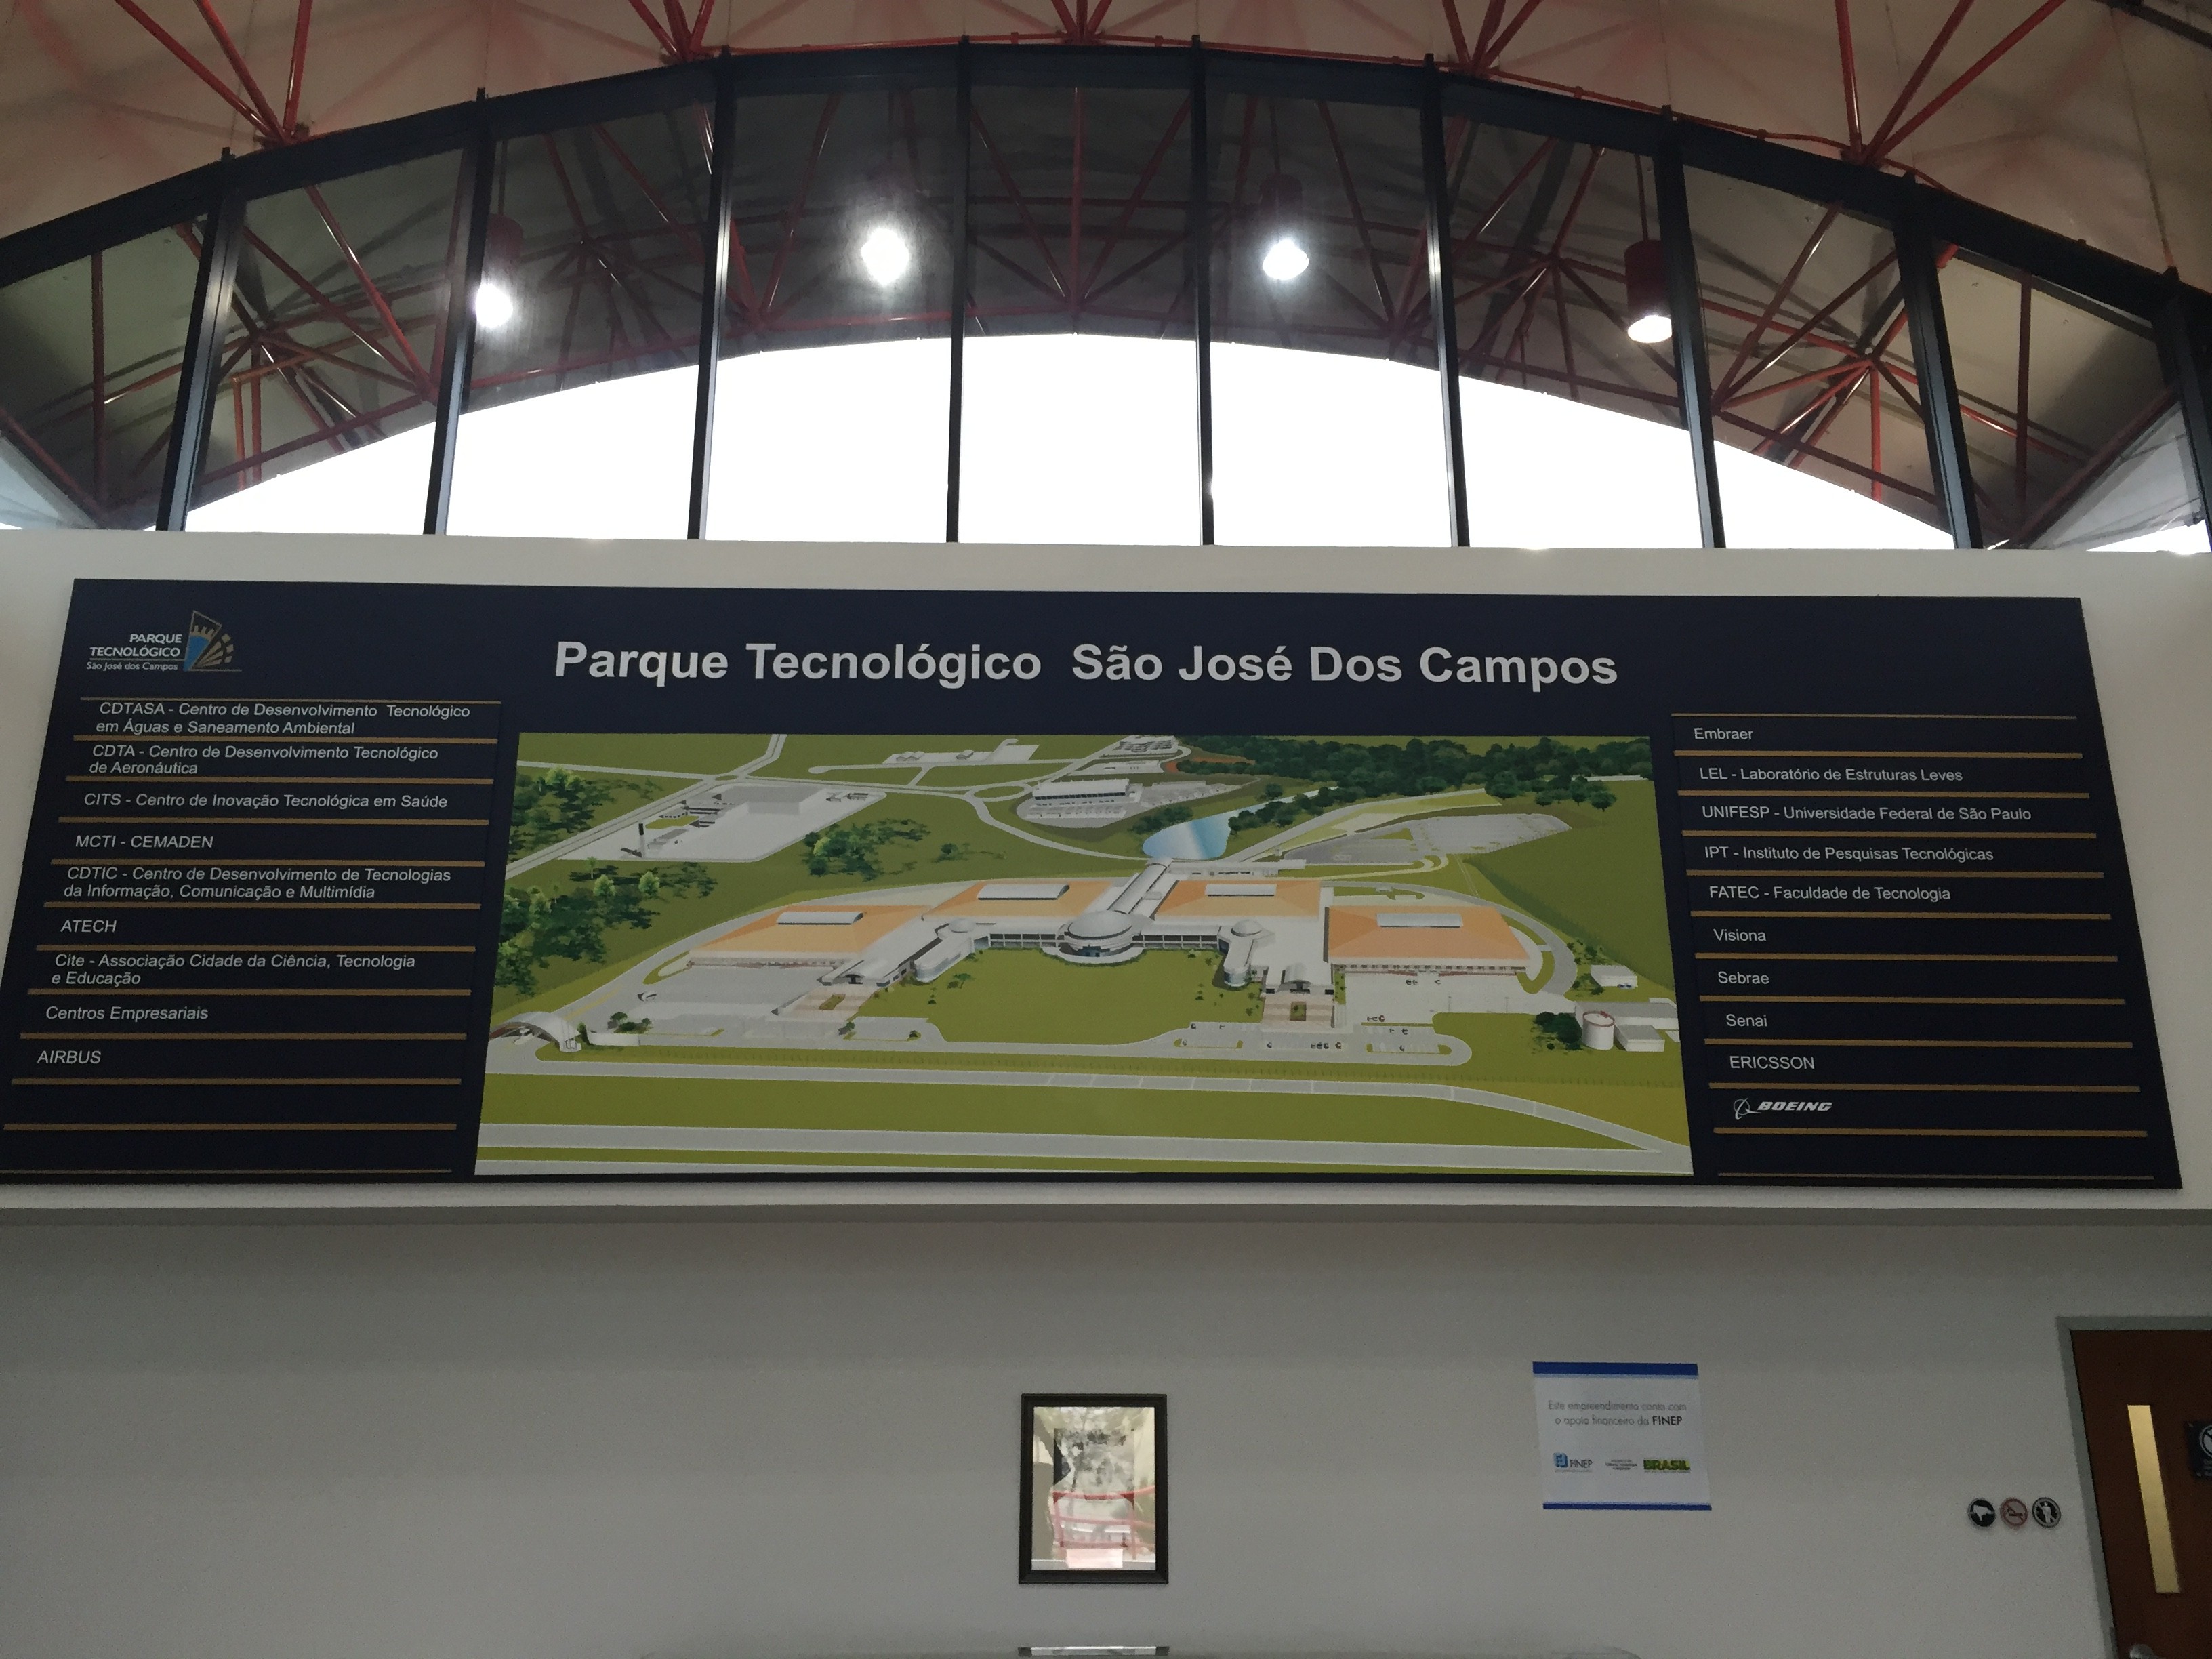 PARQUE
TECNOLÓGICO
São José dos Campos
Parque Tecnológico São José Dos Campos
CDTASA - Centro de Desenvolvimento Tecnológico
em Águas e Saneamento Ambiental
CDTA - Centro de Desenvolvimento Tecnológico
de Aeronáutica
CITS - Centro de Inovação Tecnológica em Saúde
MCTI - CEMADEN
CDTIC - Centro de Desenvolvimento de Tecnologias
da Informação, Comunicação e Multimídia
ATECH
Cite - Associação Cidade da Ciência, Tecnologia
e Educação
Centros Empresariais
AIRBUS
Embraer
LEL - Laboratório de Estruturas Leves
UNIFESP - Universidade Federal de São Paulo
IPT - Instituto de Pesquisas Tecnológicas
FATEC - Faculdade de Tecnologia
Visiona
Sebrae
Senai
ERICSSON
BOEING
Este empreendimento conta com
o apoio financeiro da FINEP
FINEP
BRASIL